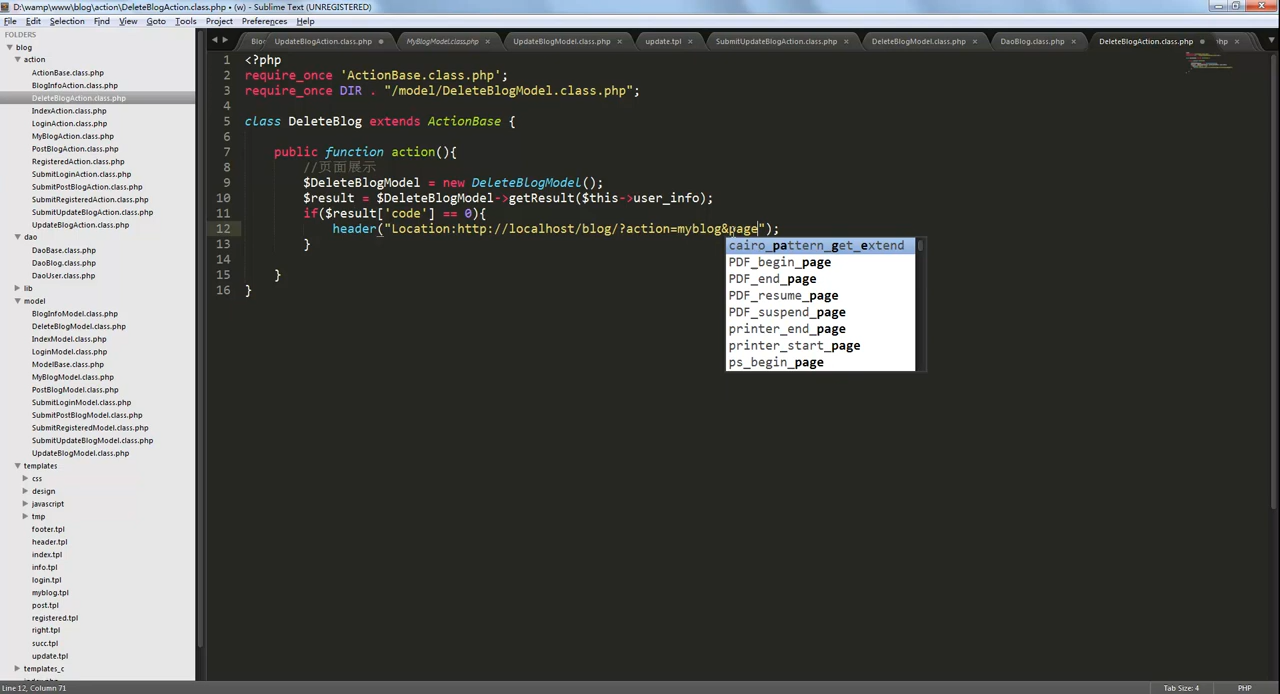 D:\wamp\www\blog\action\DeleteBlogAction.class.php • (w) - Sublime Text (UNREGISTERED)
File Edit Selection Find View Goto Tools Project Preferences Help
FOLDERS
blog
action
ActionBase.class.php
BlogInfoAction.class.php
DeleteBlogAction.class.php
IndexAction.class.php
LoginAction.class.php
MyBlogAction.class.php
PostBlogAction.class.php
RegisteredAction.class.php
SubmitLoginAction.class.php
SubmitPostBlogAction.class.php
SubmitRegisteredAction.class.php
SubmitUpdateBlogAction.class.php
UpdateBlogAction.class.php
dao
DaoBase.class.php
DaoBlog.class.php
DaoUser.class.php
lib
model
BlogInfoModel.class.php
DeleteBlogModel.class.php
IndexModel.class.php
LoginModel.class.php
ModelBase.class.php
MyBlogModel.class.php
PostBlogModel.class.php
SubmitLoginModel.class.php
SubmitPostBlogModel.class.php
SubmitRegisteredModel.class.php
SubmitUpdateBlogModel.class.php
UpdateBlogModel.class.php
templates
css
design
javascript
tmp
footer.tpl
header.tpl
index.tpl
info.tpl
login.tpl
myblog.tpl
post.tpl
registered.tpl
right.tpl
succ.tpl
update.tpl
templates_c
Blo UpdateBlogAction.class.php MyBlogModel.class.php UpdateBlogModel.class.php update.tpl SubmitUpdateBlogAction.class.php DeleteBlogModel.class.php DaoBlog.class.php DeleteBlogAction.class.php php
1 <?php
2 require_once 'ActionBase.class.php';
3 require_once DIR . "/model/DeleteBlogModel.class.php";
4
5 class DeleteBlog extends ActionBase {
6
7 public function action(){
8 //页面展示
9 $DeleteBlogModel = new DeleteBlogModel();
10 $result = $DeleteBlogModel->getResult($this->user_info);
11 if($result['code'] == 0){
12 header("Location:http://localhost/blog/?action=myblog&page");
13 }
14
15 }
16 }
cairo_pattern_get_extend
PDF_begin_page
PDF_end_page
PDF_resume_page
PDF_suspend_page
printer_end_page
printer_start_page
ps_begin_page
Line 12, Column 71 Tab Size: 4 PHP